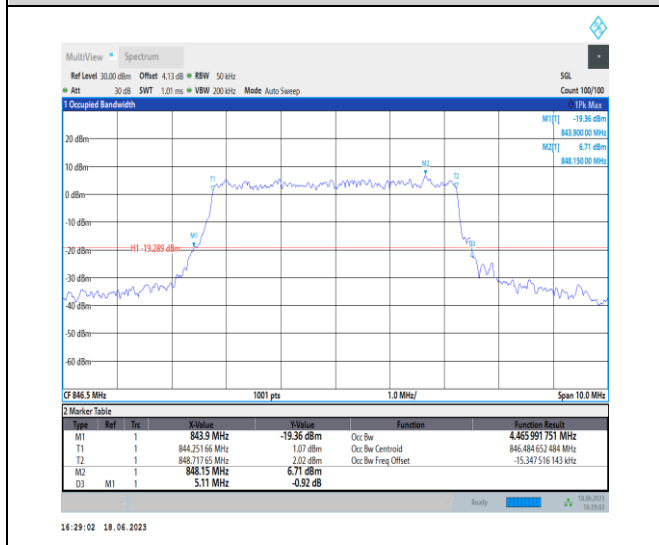 MultiView Spectrum
Ref Level 30.00 dBm Offset 4.13 dB RBW 50 kHz SGL
Att 30 dB SWT 1.01 ms VBW 200 kHz Mode Auto Sweep Count 100/100
1 Occupied Bandwidth 1Pk Max
M1[1] -19.36 dBm
843.900 00 MHz
M2[1] 6.71 dBm
848.150 00 MHz
20 dBm
10 dBm
0 dBm
-10 dBm
-20 dBm
-30 dBm
-40 dBm
-50 dBm
-60 dBm
T1
M2
T2
M1
D3
H1 -19.289 dBm
CF 846.5 MHz 1001 pts 1.0 MHz/ Span 10.0 MHz
2 Marker Table
Type Ref Trc X-Value Y-Value Function Function Result
M1 1 843.9 MHz -19.36 dBm Occ Bw 4.465 991 751 MHz
T1 1 844.251 66 MHz 1.07 dBm Occ Bw Centroid 846.484 652 484 MHz
T2 1 848.717 65 MHz 2.02 dBm Occ Bw Freq Offset -15.347 516 143 kHz
M2 1 848.15 MHz 6.71 dBm
D3 M1 1 5.11 MHz -0.92 dB
Ready 18.06.2023
16:29:02
16:29:02 18.06.2023